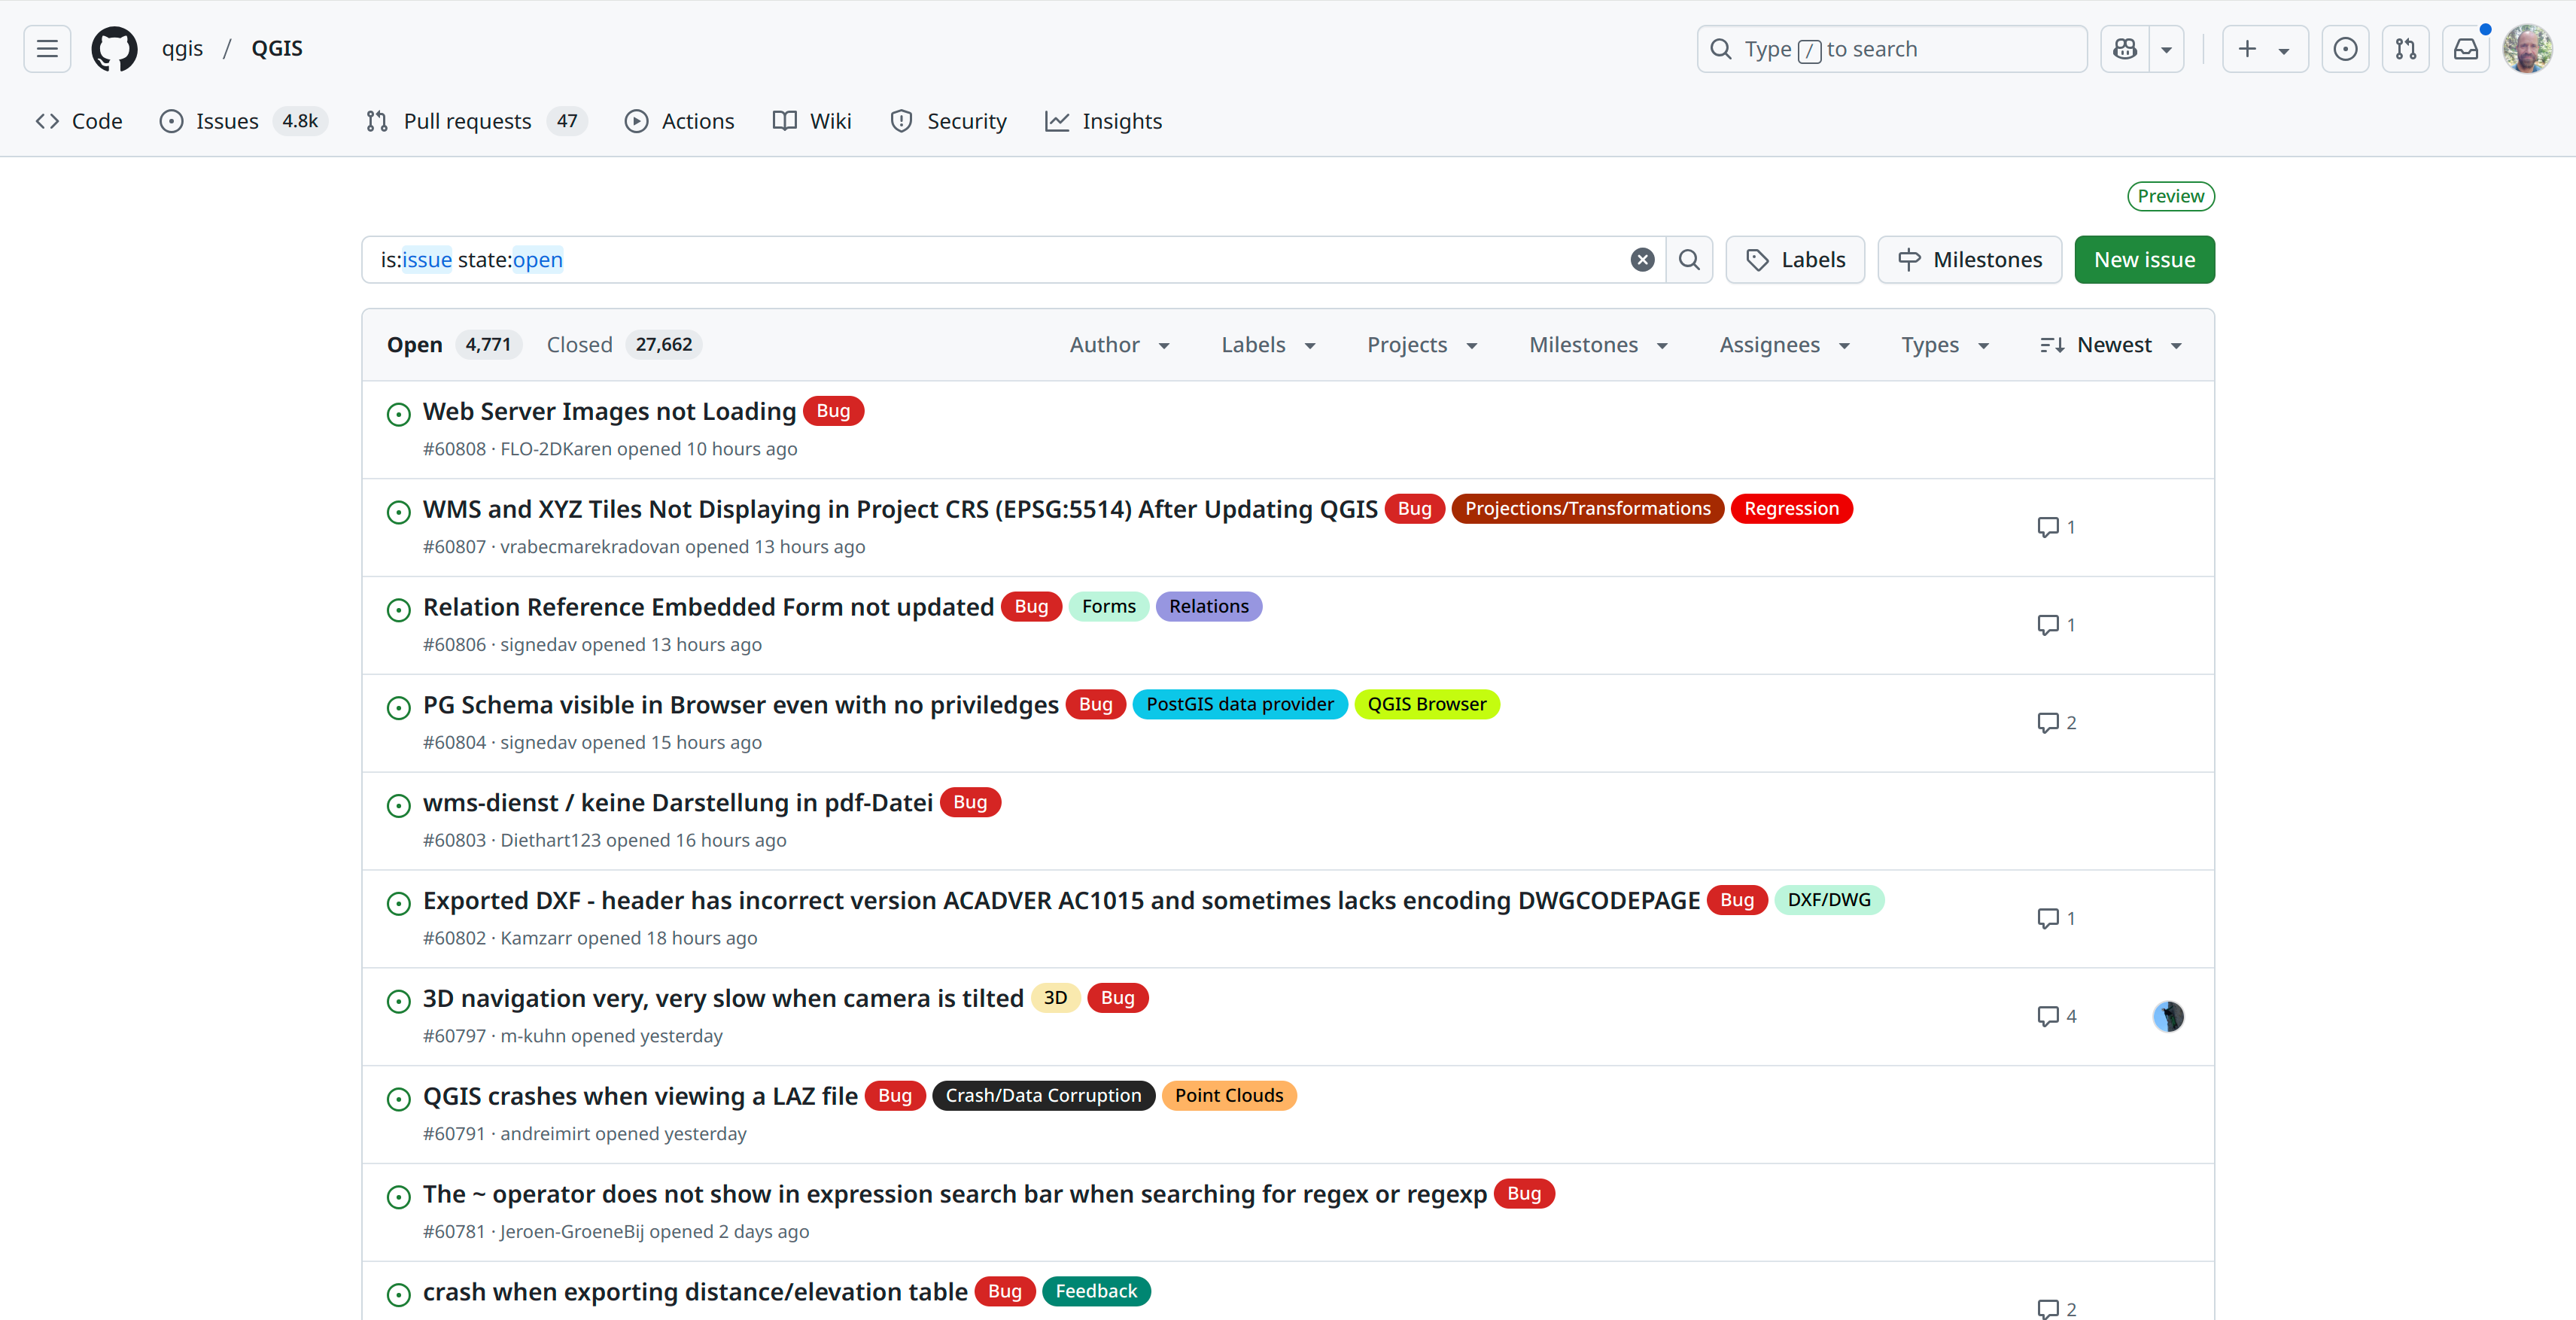 qgis / QGIS
Type / to search
Code Issues 4.8k Pull requests 47 Actions Wiki Security Insights
Preview
is:issue state:open
Labels Milestones New issue
Open 4,771 Closed 27,662 Author Labels Projects Milestones Assignees Types Newest
Web Server Images not Loading Bug
#60808 · FLO-2DKaren opened 10 hours ago
WMS and XYZ Tiles Not Displaying in Project CRS (EPSG:5514) After Updating QGIS Bug Projections/Transformations Regression
1
#60807 · vrabecmarekradovan opened 13 hours ago
Relation Reference Embedded Form not updated Bug Forms Relations
1
#60806 · signedav opened 13 hours ago
PG Schema visible in Browser even with no priviledges Bug PostGIS data provider QGIS Browser
2
#60804 · signedav opened 15 hours ago
wms-dienst / keine Darstellung in pdf-Datei Bug
#60803 · Diethart123 opened 16 hours ago
Exported DXF - header has incorrect version ACADVER AC1015 and sometimes lacks encoding DWGCODEPAGE Bug DXF/DWG
1
#60802 · Kamzarr opened 18 hours ago
3D navigation very, very slow when camera is tilted 3D Bug
4
#60797 · m-kuhn opened yesterday
QGIS crashes when viewing a LAZ file Bug Crash/Data Corruption Point Clouds
#60791 · andreimirt opened yesterday
The ~ operator does not show in expression search bar when searching for regex or regexp Bug
#60781 · Jeroen-GroeneBij opened 2 days ago
crash when exporting distance/elevation table Bug Feedback
2